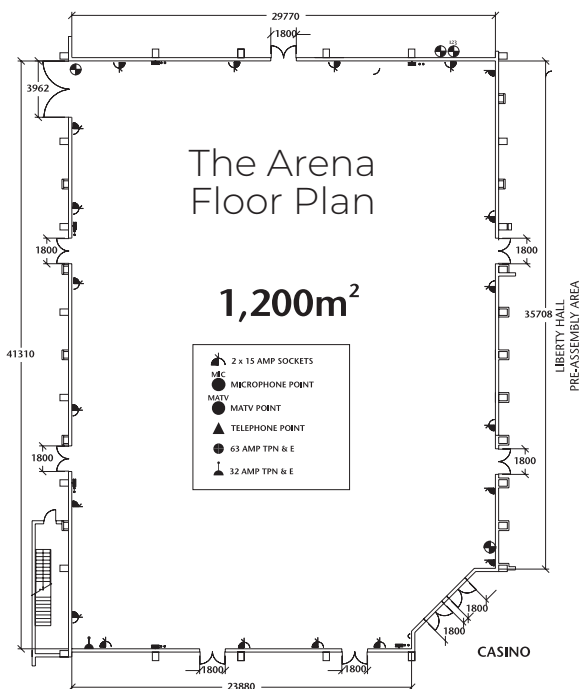 29770
1800
123
3962
The Arena
Floor Plan
1800
1800
1,200m²
35708
LIBERTY HALL
PRE-ASSEMBLY AREA
41310
2 x 15 AMP SOCKETS
MIC
MICROPHONE POINT
MATV
MATV POINT
TELEPHONE POINT
63 AMP TPN & E
32 AMP TPN & E
1800
1800
1800
1800
CASINO
1800
1800
23880